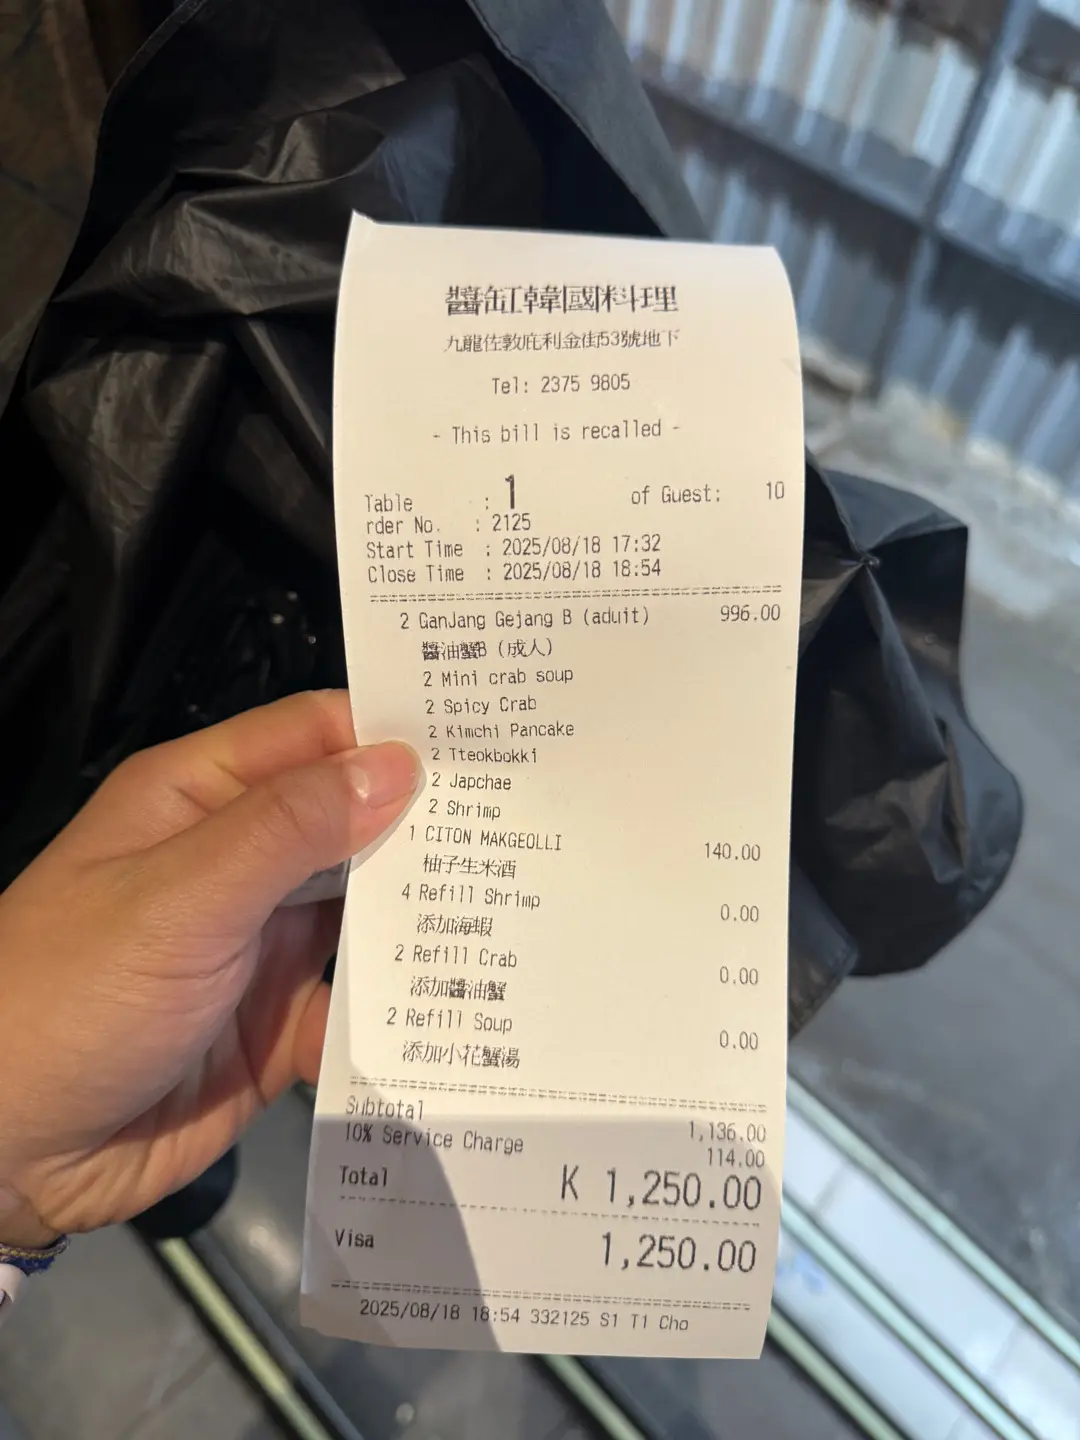 醬缸韓國料理
九龍佐敦庇利金街53號地下
Tel: 2375 9805
- This bill is recalled -
Table : 1 of Guest: 10
rder No. : 2125
Start Time : 2025/08/18 17:32
Close Time : 2025/08/18 18:54
2 GanJang Gejang B (aduit) 996.00
醬油蟹B (成人)
2 Mini crab soup
2 Spicy Crab
2 Kimchi Pancake
2 Tteokbokki
2 Japchae
2 Shrimp
1 CITON MAKGEOLLI 140.00
柚子生米酒
4 Refill Shrimp 0.00
添加海蝦
2 Refill Crab 0.00
添加醬油蟹
2 Refill Soup 0.00
添加小花蟹湯
Subtotal 1,136.00
10% Service Charge 114.00
Total K 1,250.00
Visa 1,250.00
2025/08/18 18:54 332125 S1 T1 Cho